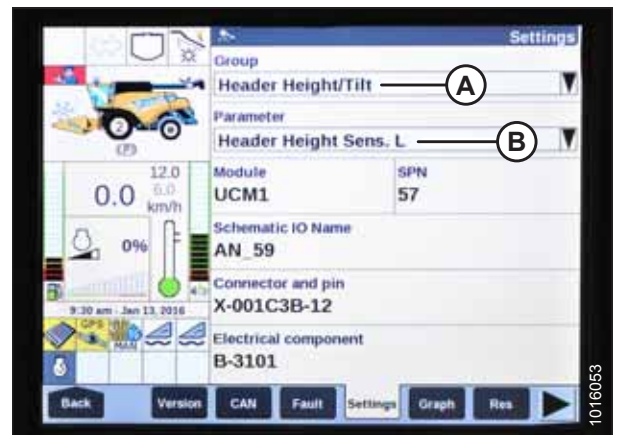 Settings
Group
Header Height/Tilt
A
Parameter
Header Height Sens. L
B
Module
UCM1
SPN
57
Schematic IO Name
AN_59
Connector and pin
X-001C3B-12
Electrical component
B-3101
2
(P)
12.0
0.0
6.0
km/h
0%
9:30 am - Jan 13, 2016
GPS
MAN
Back
Version
CAN
Fault
Settings
Graph
Res
1016053